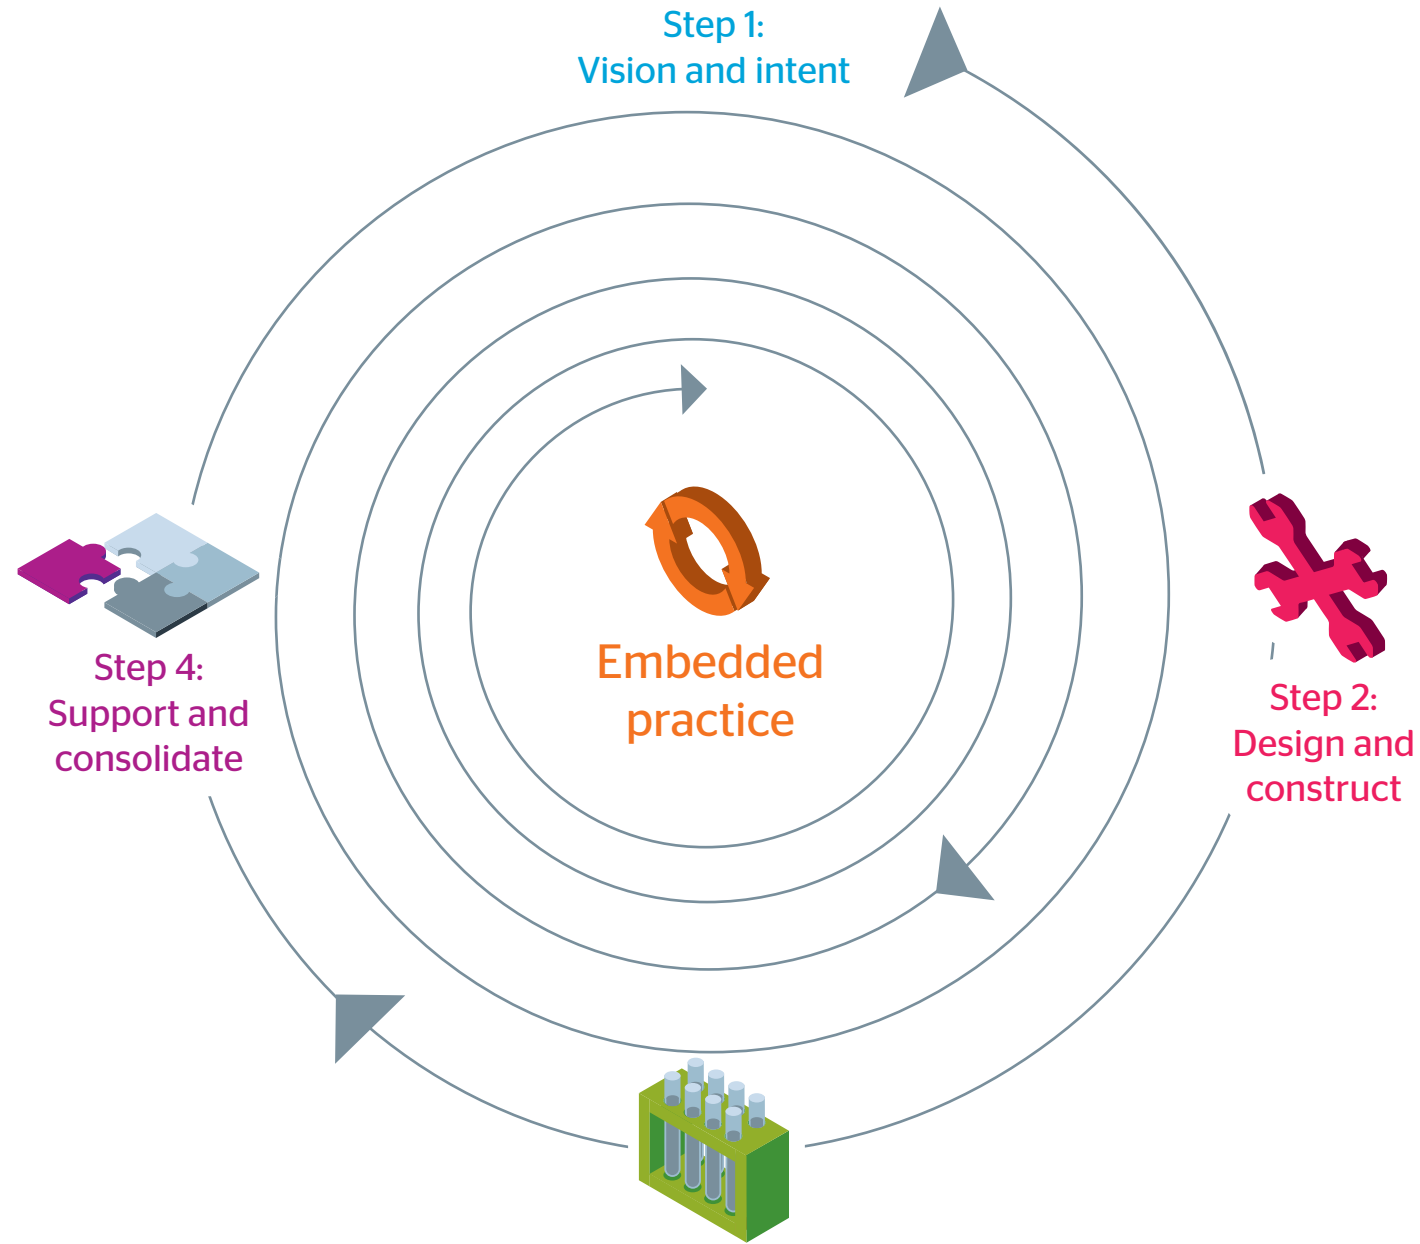 Step 1:
Vision and intent
Step 2:
Design and
construct
Step 4:
Support and
consolidate
Embedded
practice